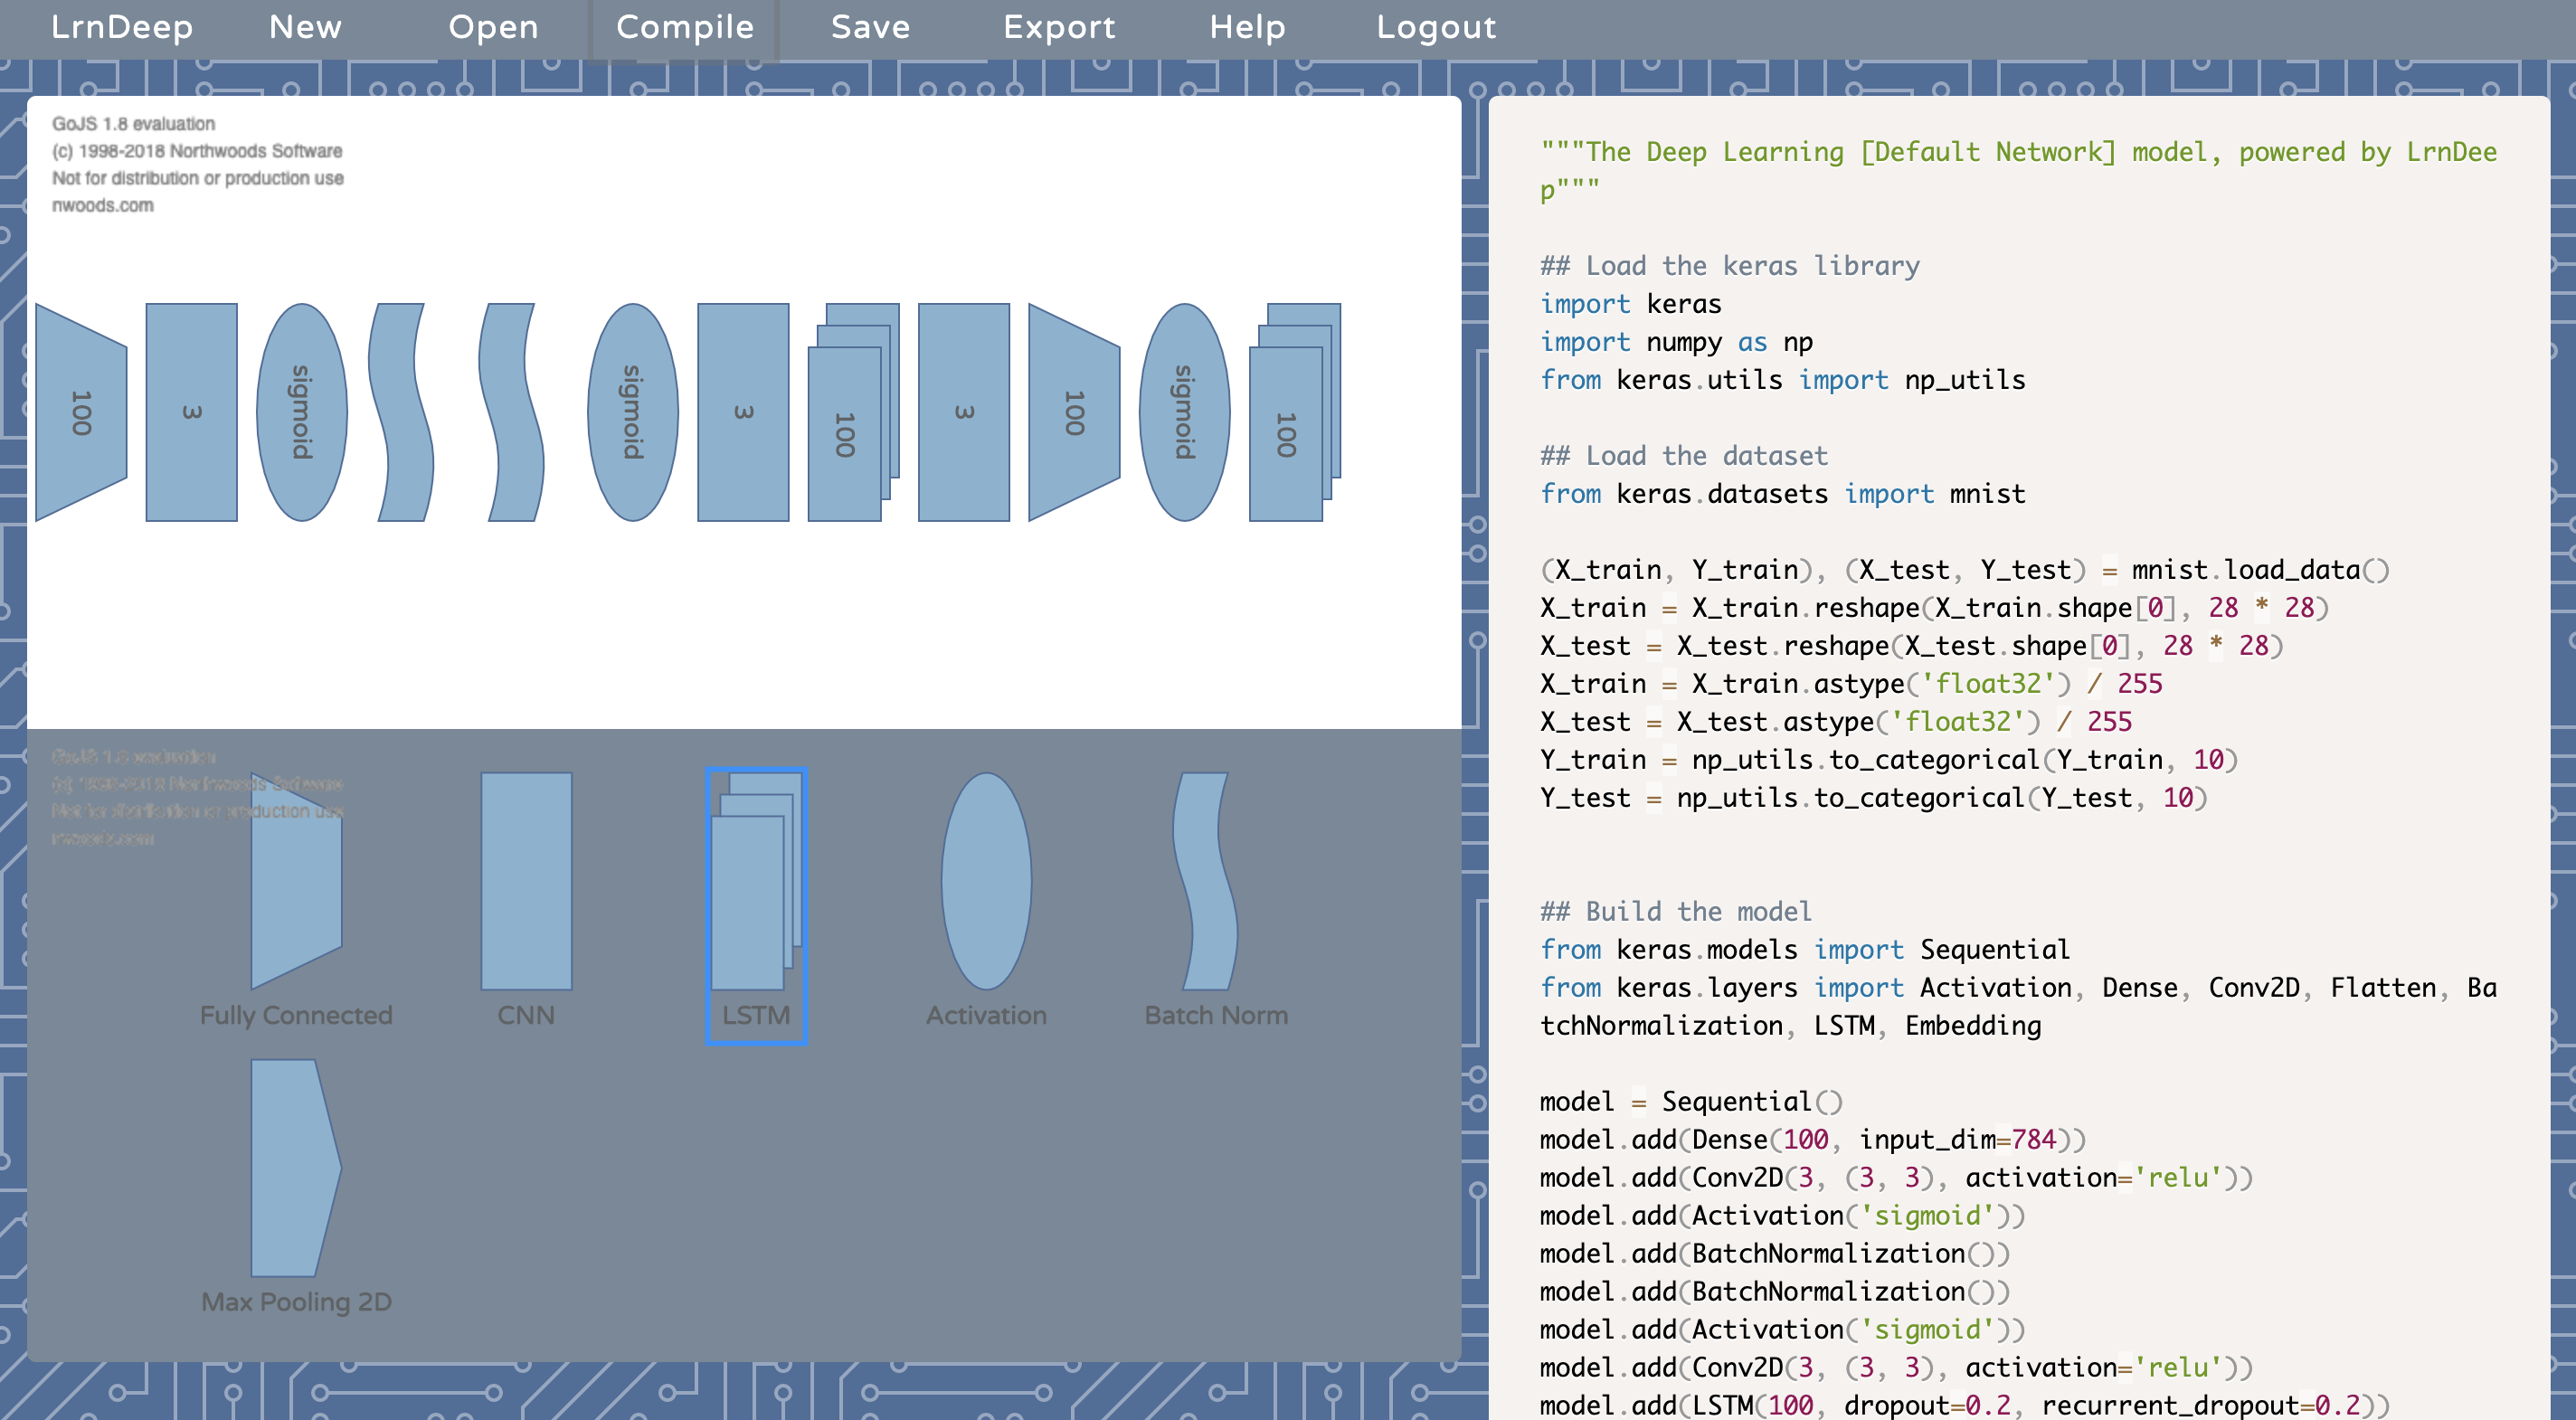 LrnDeep New Open Compile Save Export Help Logout
GoJS 1.8 evaluation
(c) 1998-2018 Northwoods Software
Not for distribution or production use
nwoods.com
100 3 sigmoid sigmoid 3 100 3 100 sigmoid 100
GoJS 1.8 evaluation
(c) 1998-2018 Northwoods Software
Not for distribution or production use
nwoods.com
Fully Connected CNN LSTM Activation Batch Norm
Max Pooling 2D
"""The Deep Learning [Default Network] model, powered by LrnDee
p"""
## Load the keras library
import keras
import numpy as np
from keras.utils import np_utils
## Load the dataset
from keras.datasets import mnist
(X_train, Y_train), (X_test, Y_test) = mnist.load_data()
X_train = X_train.reshape(X_train.shape[0], 28 * 28)
X_test = X_test.reshape(X_test.shape[0], 28 * 28)
X_train = X_train.astype('float32') / 255
X_test = X_test.astype('float32') / 255
Y_train = np_utils.to_categorical(Y_train, 10)
Y_test = np_utils.to_categorical(Y_test, 10)
## Build the model
from keras.models import Sequential
from keras.layers import Activation, Dense, Conv2D, Flatten, Ba
tchNormalization, LSTM, Embedding
model = Sequential()
model.add(Dense(100, input_dim=784))
model.add(Conv2D(3, (3, 3), activation='relu'))
model.add(Activation('sigmoid'))
model.add(BatchNormalization())
model.add(BatchNormalization())
model.add(Activation('sigmoid'))
model.add(Conv2D(3, (3, 3), activation='relu'))
model.add(LSTM(100, dropout=0.2, recurrent_dropout=0.2))